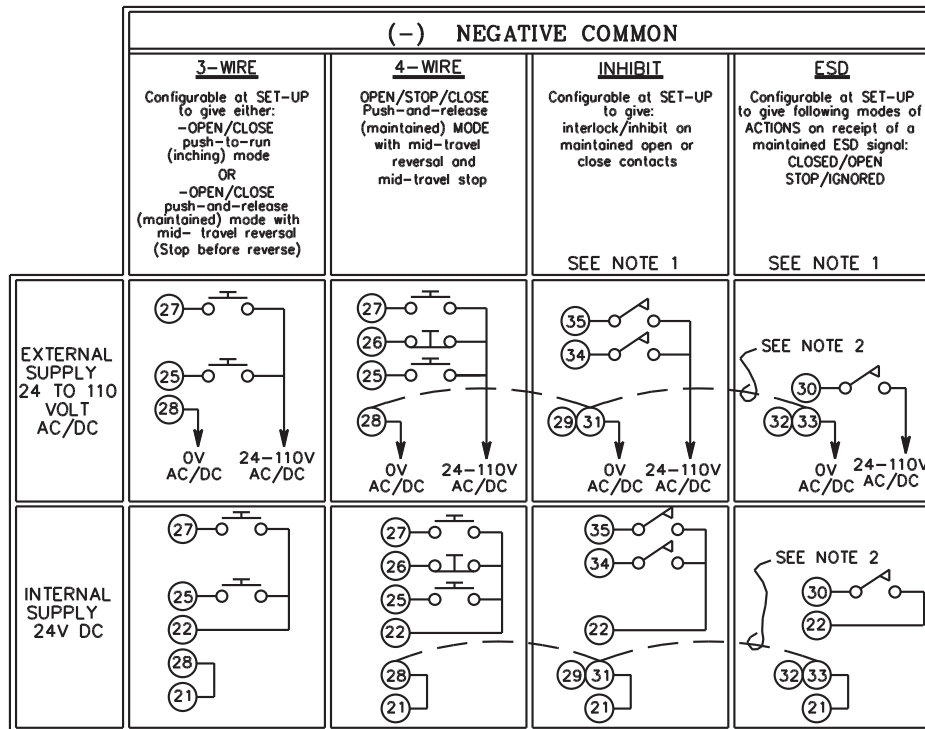 (-) NEGATIVE COMMON
3-WIRE
Configurable at SET-UP
to give either:
-OPEN/CLOSE
push-to-run
(inching) mode
OR
-OPEN/CLOSE
push-and-release
(maintained) mode with
mid- travel reversal
(Stop before reverse)
4-WIRE
OPEN/STOP/CLOSE
Push-and-release
(maintained) MODE
with mid-travel
reversal and
mid-travel stop
INHIBIT
Configurable at SET-UP
to give:
interlock/inhibit on
maintained open or
close contacts
SEE NOTE 1
ESD
Configurable at SET-UP
to give following modes of
ACTIONS on receipt of a
maintained ESD signal:
CLOSED/OPEN
STOP/IGNORED
SEE NOTE 1
EXTERNAL
SUPPLY
24 TO 110
VOLT
AC/DC
27
25
28
0V
AC/DC
24-110V
AC/DC
27
26
25
28
0V
AC/DC
24-110V
AC/DC
35
34
29 31
0V
AC/DC
24-110V
AC/DC
SEE NOTE 2
30
32 33
0V
AC/DC
24-110V
AC/DC
INTERNAL
SUPPLY
24V DC
27
25
22
28
21
27
26
25
22
28
21
35
34
22
29 31
21
SEE NOTE 2
30
22
32 33
21